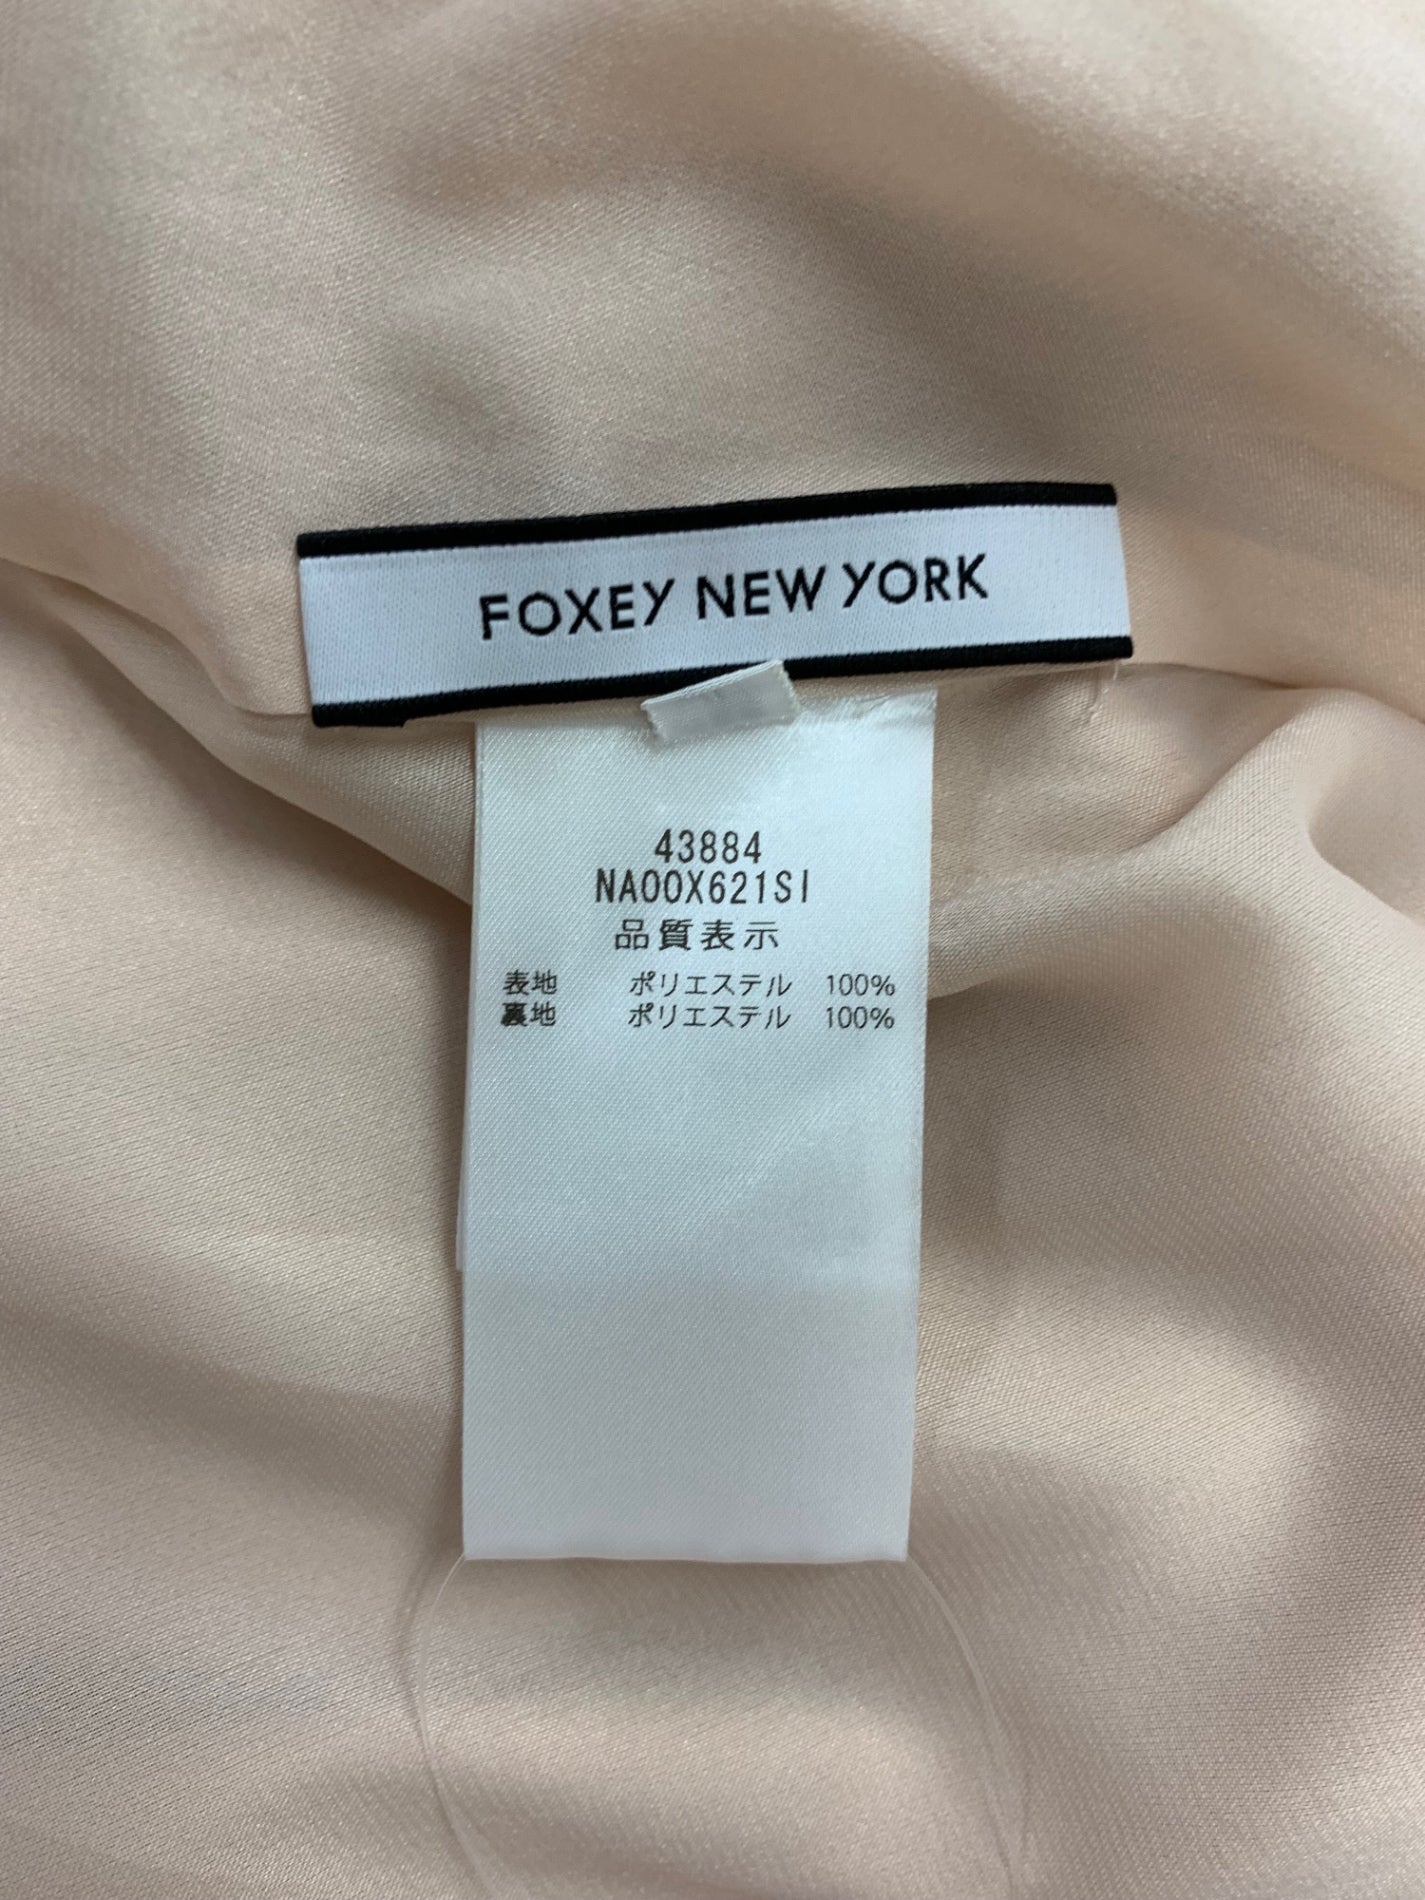 FOXEY NEW YORK
43884
NA00X621SI
品質表示
表地 ポリエステル 100%
裏地 ポリエステル 100%